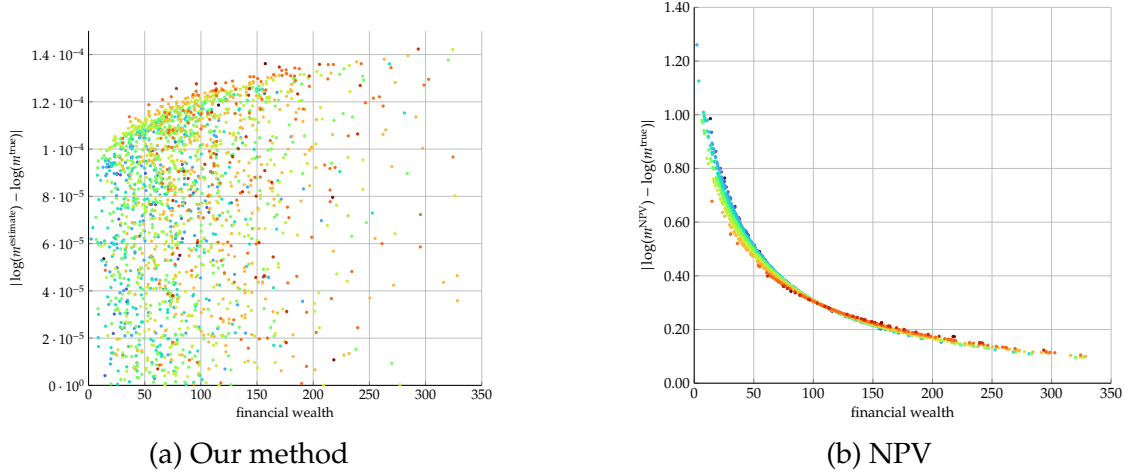 1.4 · 10⁻⁴
1.2 · 10⁻⁴
1 · 10⁻⁴
8 · 10⁻⁵
6 · 10⁻⁵
4 · 10⁻⁵
2 · 10⁻⁵
0 · 10⁰
| log(m^estimate) − log(m^true)|
0 50 100 150 200 250 300 350
financial wealth
(a) Our method
1.40
1.20
1.00
0.80
0.60
0.40
0.20
0.00
| log(m^NPV) − log(m^true)|
0 50 100 150 200 250 300 350
financial wealth
(b) NPV